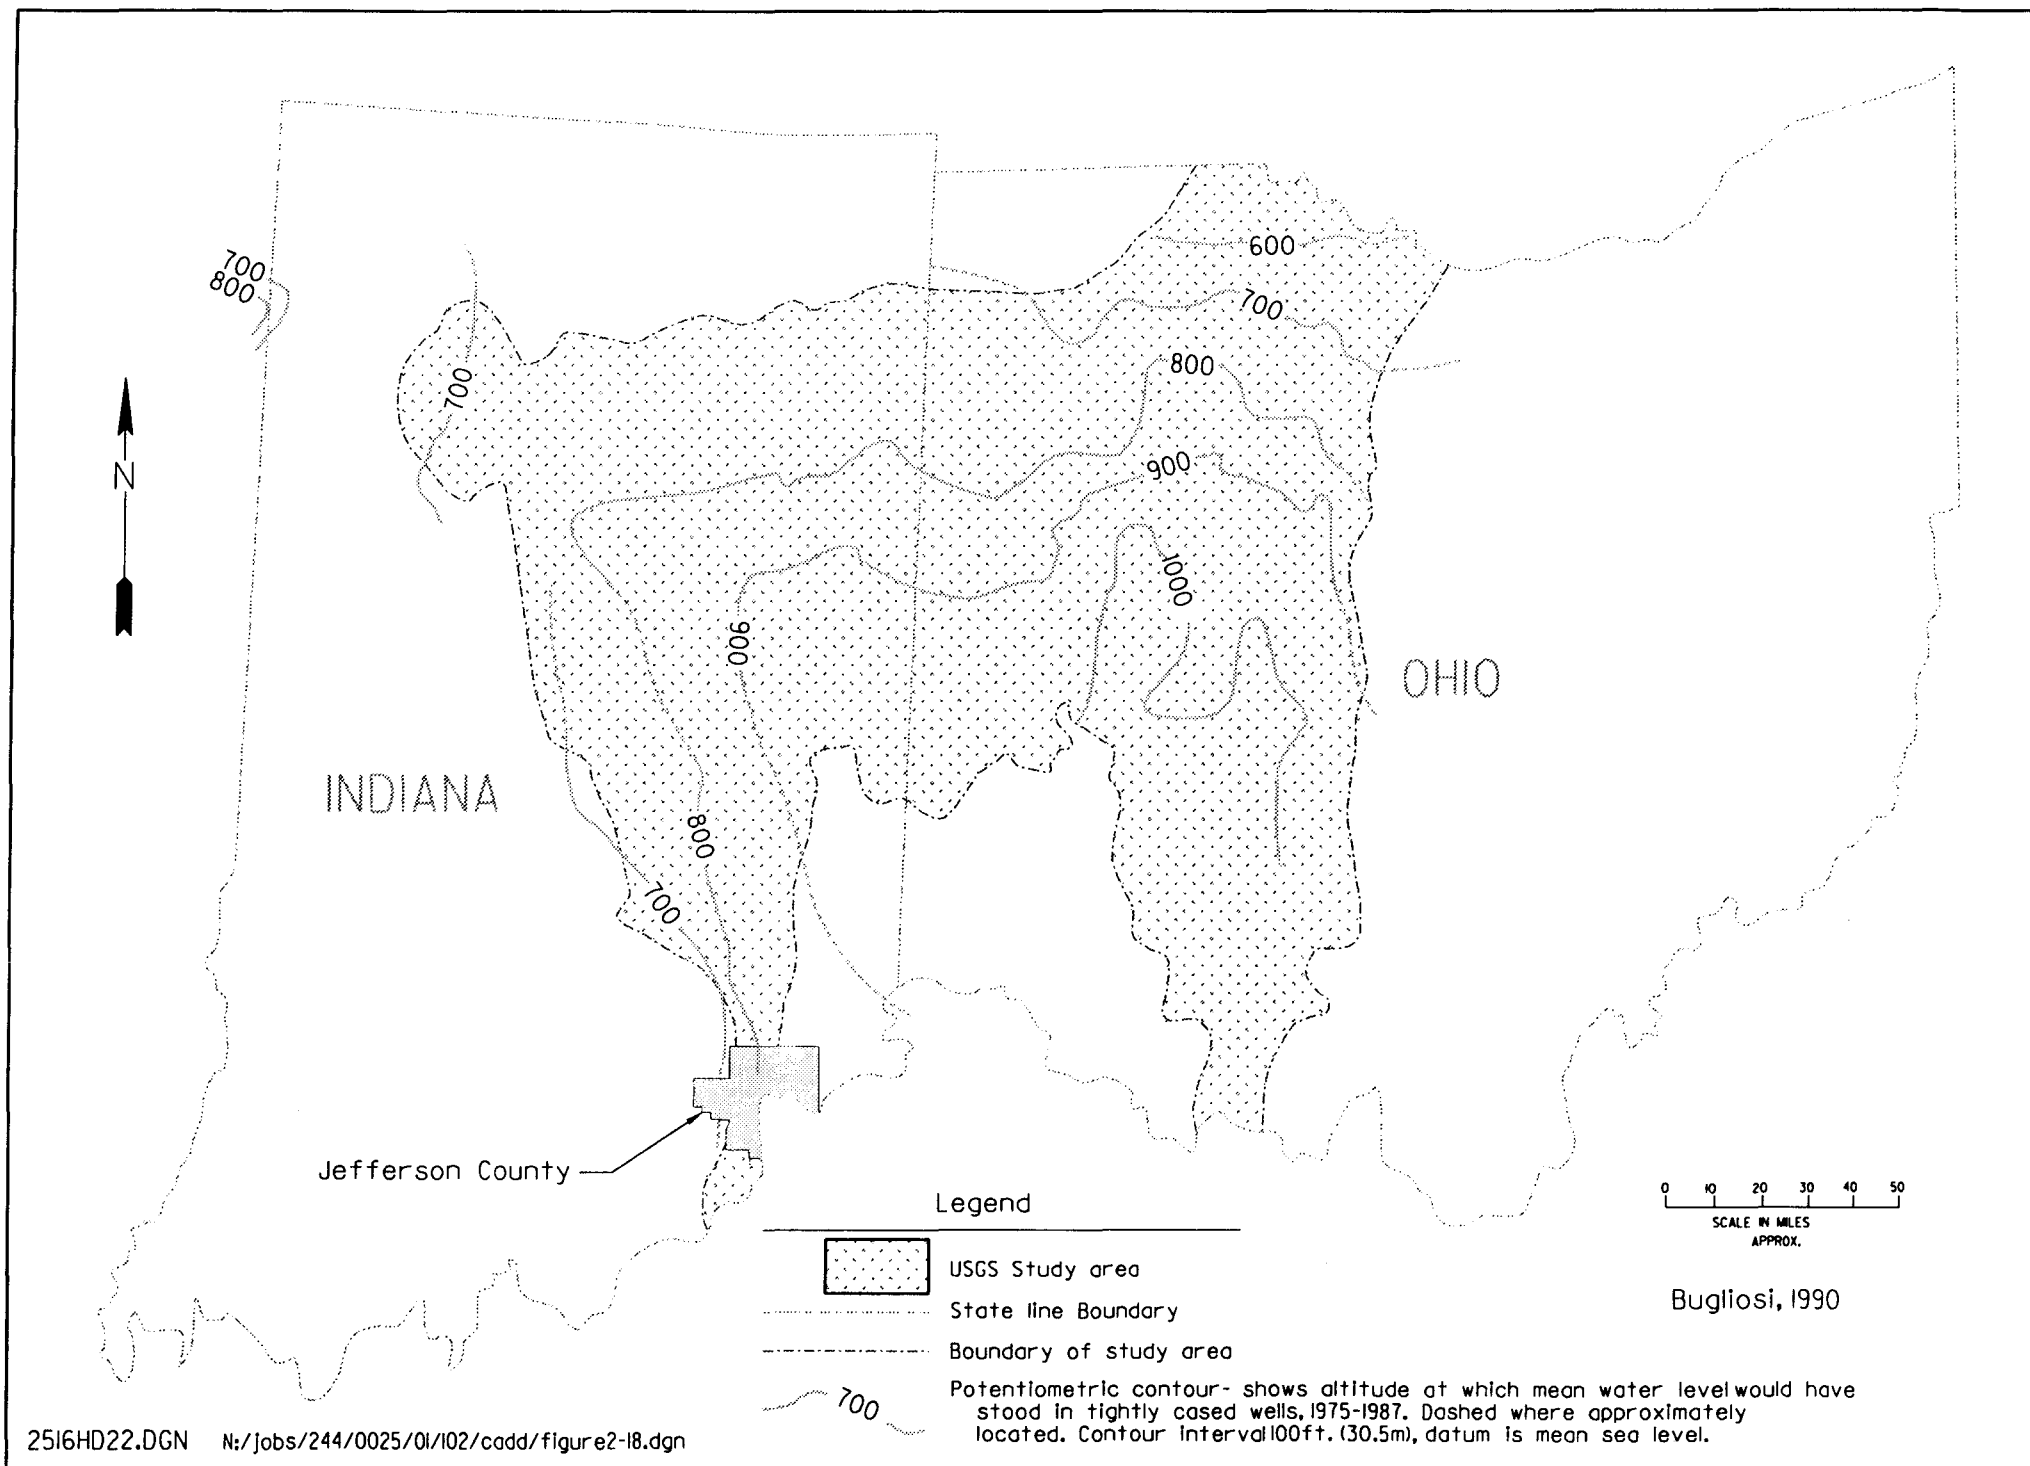 600
700
800
700
800
700
900
N
1000
900
OHIO
INDIANA
800
700
Jefferson County
Legend
0 10 20 30 40 50
SCALE IN MILES
APPROX.
USGS Study area
State line Boundary
Bugliosi, 1990
Boundary of study area
700
Potentiometric contour- shows altitude at which mean water level would have
stood in tightly cased wells, 1975-1987. Dashed where approximately
located. Contour interval 100ft. (30.5m), datum is mean sea level.
2516HD22.DGN N:/jobs/244/0025/01/102/cadd/figure2-18.dgn